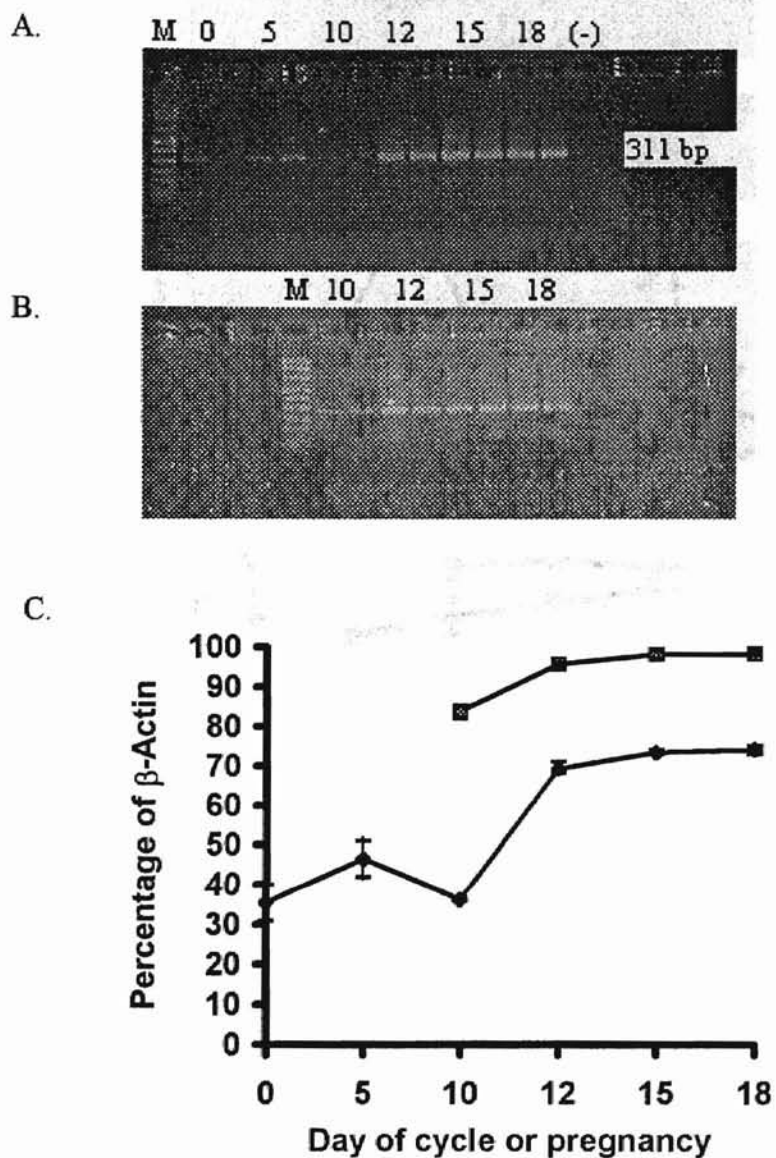 A.
M 0 5 10 12 15 18 (-)
311 bp
B.
M 10 12 15 18
C.
100
90
80
70
60
50
40
30
20
10
0
Percentage of β-Actin
0 5 10 12 15 18
Day of cycle or pregnancy